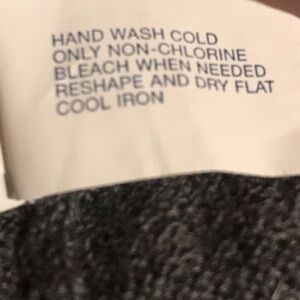 HAND WASH COLD
ONLY NON-CHLORINE
BLEACH WHEN NEEDED
RESHAPE AND DRY FLAT
COOL IRON